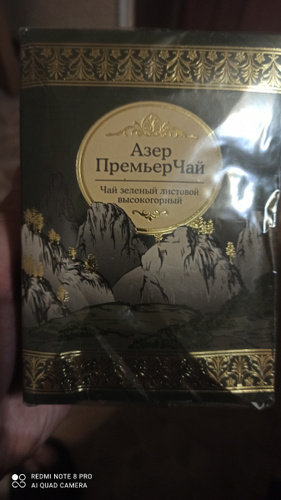 Азер
ПремьерЧай
Чай зеленый листовой
высокогорный
REDMI NOTE 8 PRO
AI QUAD CAMERA